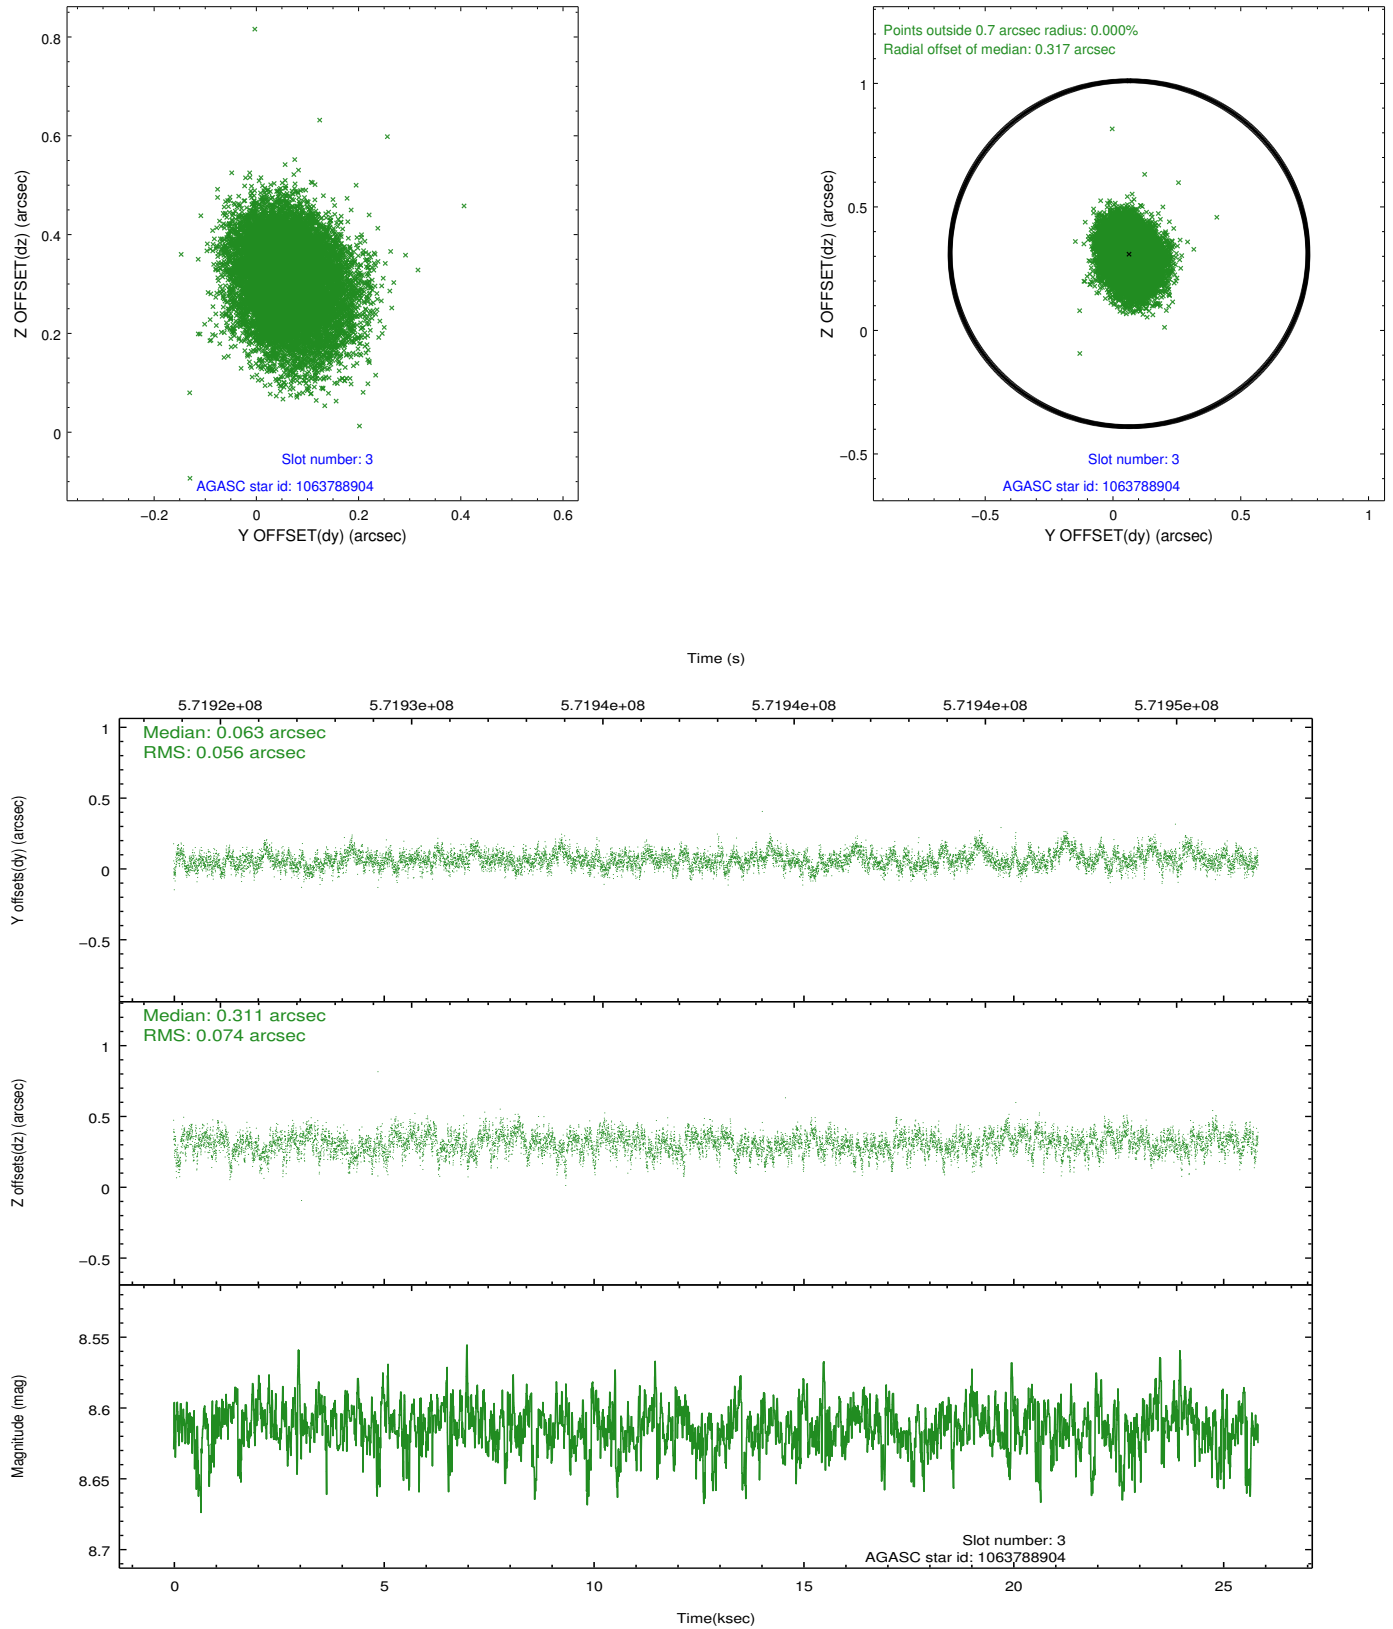 0.8
0.6
0.4
0.2
0
Z OFFSET(dz) (arcsec)
Slot number: 3
AGASC star id: 1063788904
−0.2 0 0.2 0.4 0.6
Y OFFSET(dy) (arcsec)
Points outside 0.7 arcsec radius: 0.000%
Radial offset of median: 0.317 arcsec
1
0.5
0
−0.5
Z OFFSET(dz) (arcsec)
Slot number: 3
AGASC star id: 1063788904
−0.5 0 0.5 1
Y OFFSET(dy) (arcsec)
Time (s)
5.7192e+08 5.7193e+08 5.7194e+08 5.7194e+08 5.7194e+08 5.7195e+08
Median: 0.063 arcsec
RMS: 0.056 arcsec
1
0.5
0
−0.5
Y offsets(dy) (arcsec)
Median: 0.311 arcsec
RMS: 0.074 arcsec
1
0.5
0
−0.5
Z offsets(dz) (arcsec)
8.55
8.6
8.65
8.7
Magnitude (mag)
Slot number: 3
AGASC star id: 1063788904
0 5 10 15 20 25
Time(ksec)